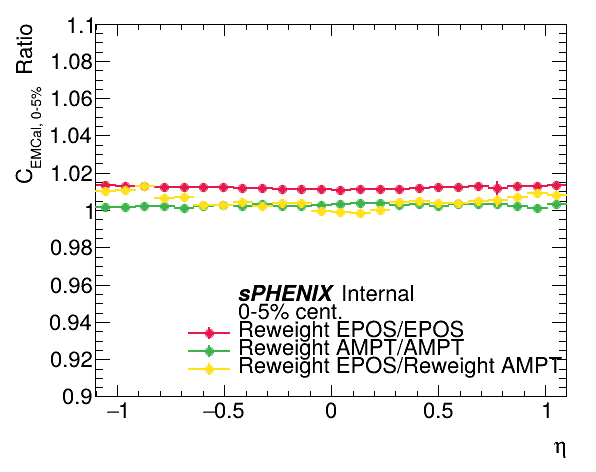 C_EMCal, 0-5% Ratio
1.1
1.08
1.06
1.04
1.02
1
0.98
0.96
0.94
0.92
0.9
sPHENIX Internal
0-5% cent.
Reweight EPOS/EPOS
Reweight AMPT/AMPT
Reweight EPOS/Reweight AMPT
−1 −0.5 0 0.5 1
η